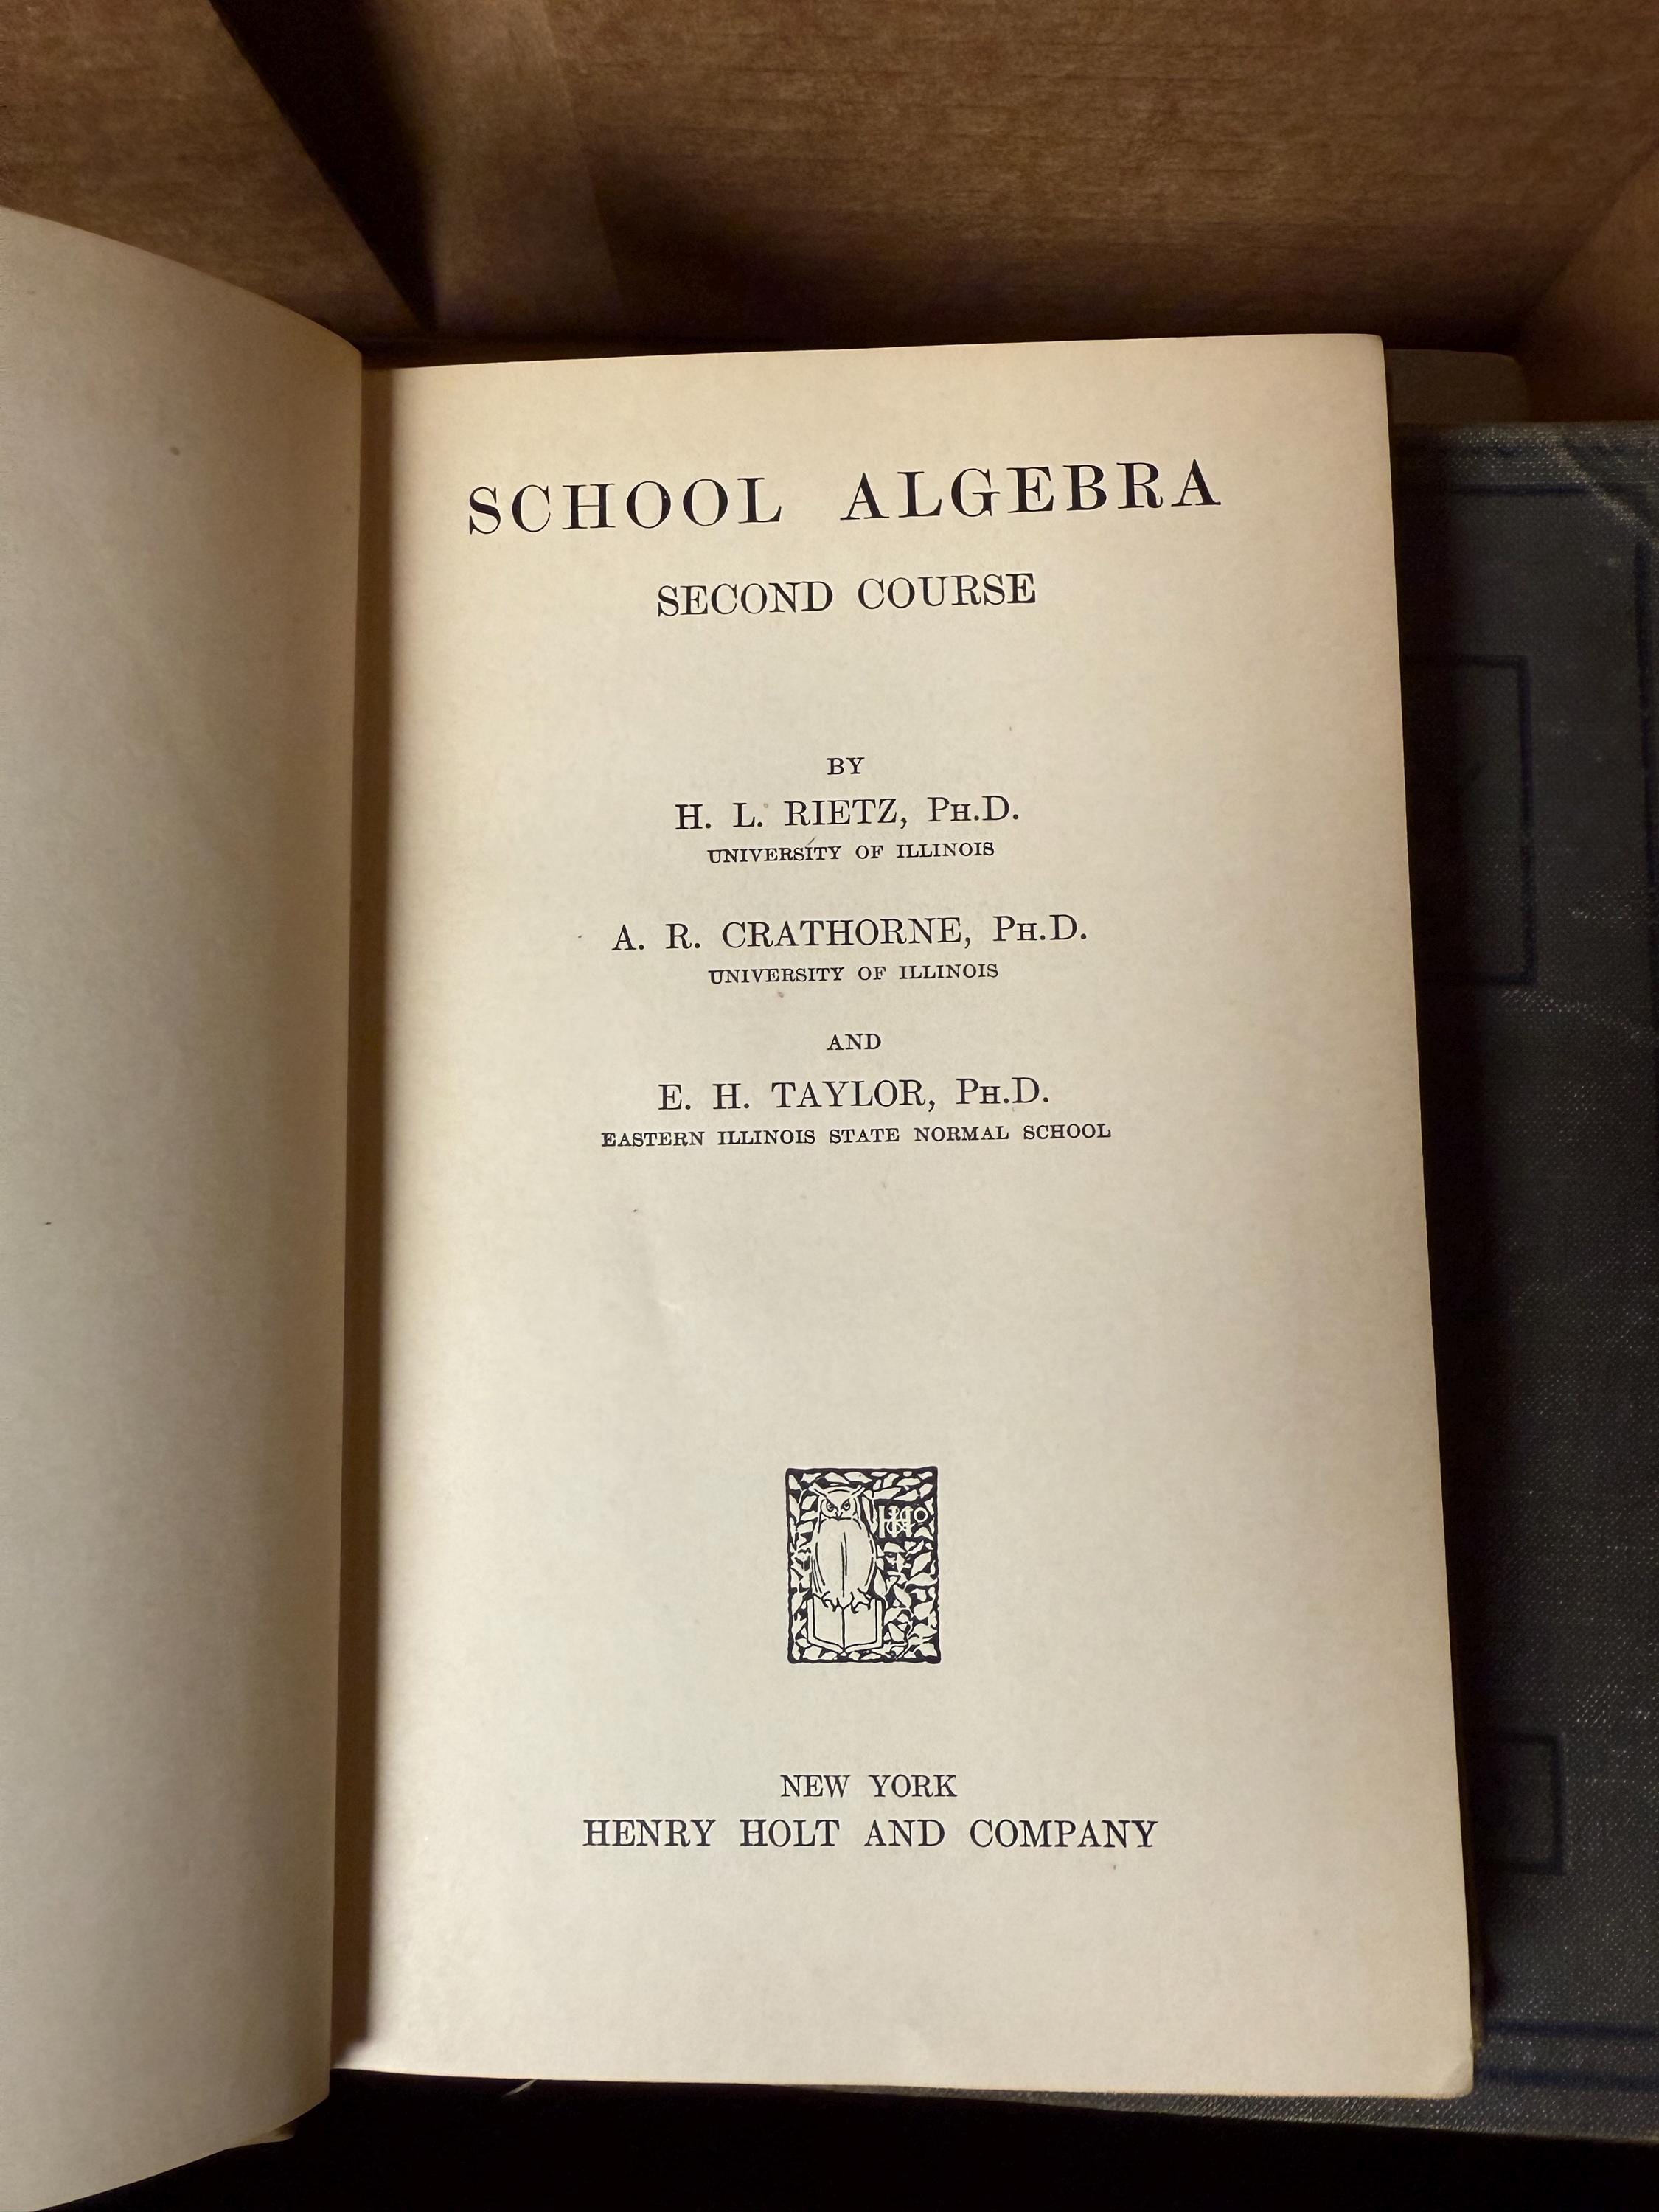 SCHOOL ALGEBRA
SECOND COURSE
BY
H. L. RIETZ, Ph.D.
UNIVERSITY OF ILLINOIS
A. R. CRATHORNE, Ph.D.
UNIVERSITY OF ILLINOIS
AND
E. H. TAYLOR, Ph.D.
EASTERN ILLINOIS STATE NORMAL SCHOOL
NEW YORK
HENRY HOLT AND COMPANY